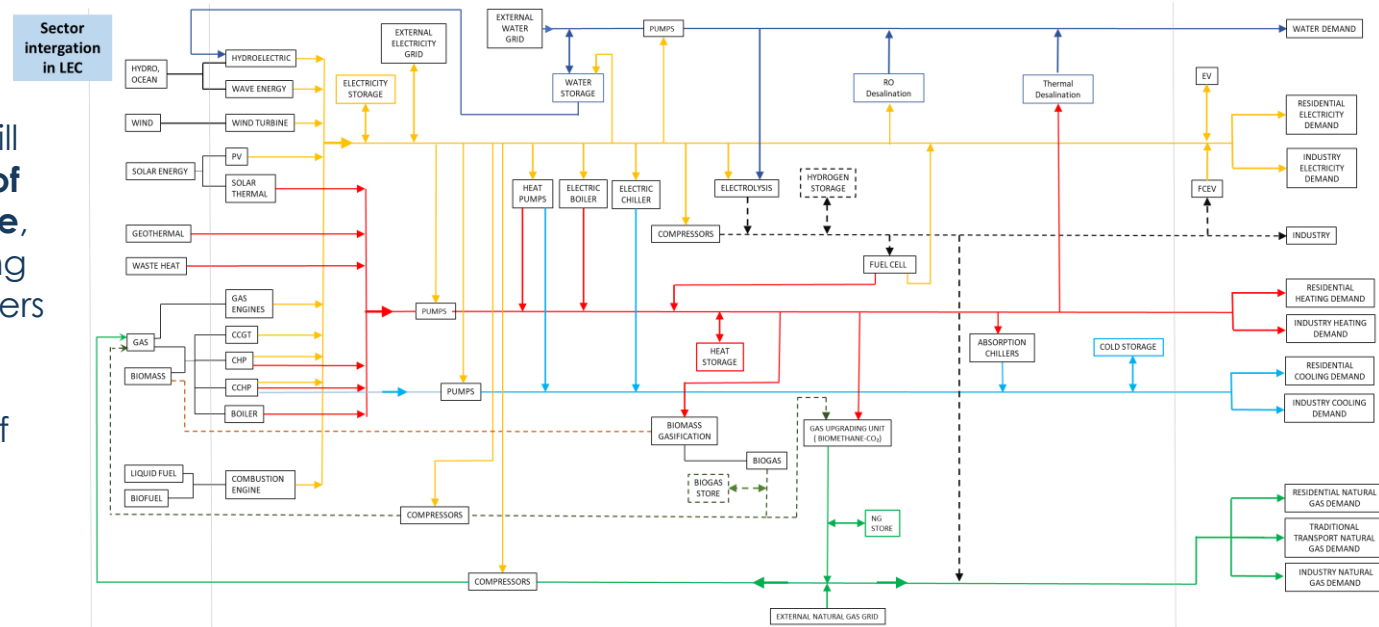 Sector
intergation
in LEC
ill
of
e,
ng
ers
f
HYDRO,
OCEAN
WIND
SOLAR ENERGY
GEOTHERMAL
WASTE HEAT
GAS
BIOMASS
LIQUID FUEL
BIOFUEL
HYDROELECTRIC
WAVE ENERGY
WIND TURBINE
PV
SOLAR
THERMAL
GAS
ENGINES
CCGT
CHP
CCHP
BOILER
COMBUSTION
ENGINE
EXTERNAL
ELECTRICITY
GRID
ELECTRICITY
STORAGE
EXTERNAL
WATER
GRID
WATER
STORAGE
PUMPS
RO
Desalination
Thermal
Desalination
HEAT
PUMPS
ELECTRIC
BOILER
ELECTRIC
CHILLER
ELECTROLYSIS
HYDROGEN
STORAGE
COMPRESSORS
FUEL CELL
PUMPS
HEAT
STORAGE
ABSORPTION
CHILLERS
COLD STORAGE
PUMPS
BIOMASS
GASIFICATION
GAS UPGRADING UNIT
( BIOMETHANE-CO₂)
BIOGAS
BIOGAS
STORE
COMPRESSORS
NG
STORE
COMPRESSORS
EXTERNAL NATURAL GAS GRID
EV
FCEV
WATER DEMAND
RESIDENTIAL
ELECTRICITY
DEMAND
INDUSTRY
ELECTRICITY
DEMAND
INDUSTRY
RESIDENTIAL
HEATING DEMAND
INDUSTRY HEATING
DEMAND
RESIDENTIAL
COOLING DEMAND
INDUSTRY COOLING
DEMAND
RESIDENTIAL NATURAL
GAS DEMAND
TRADITIONAL
TRANSPORT NATURAL
GAS DEMAND
INDUSTRY NATURAL
GAS DEMAND